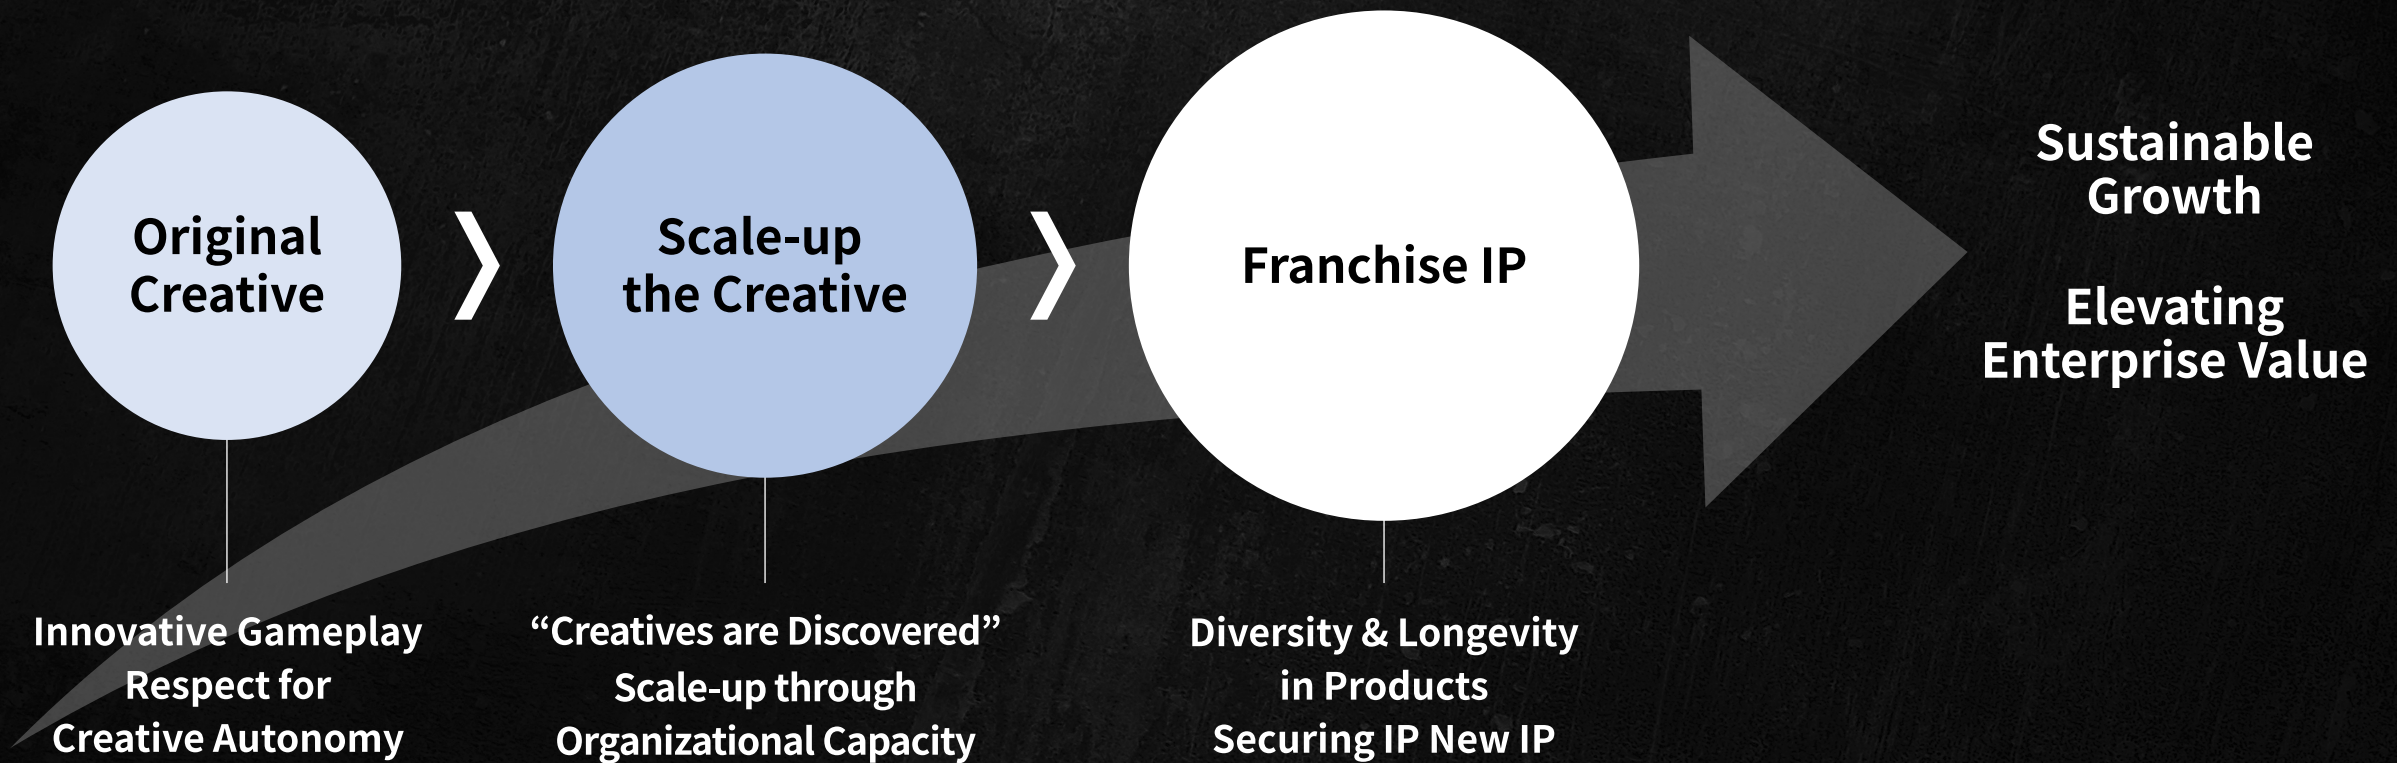 Original
Creative
Scale-up
the Creative
Franchise IP
Sustainable
Growth
Elevating
Enterprise Value
Innovative Gameplay
Respect for
Creative Autonomy
“Creatives are Discovered”
Scale-up through
Organizational Capacity
Diversity & Longevity
in Products
Securing IP New IP